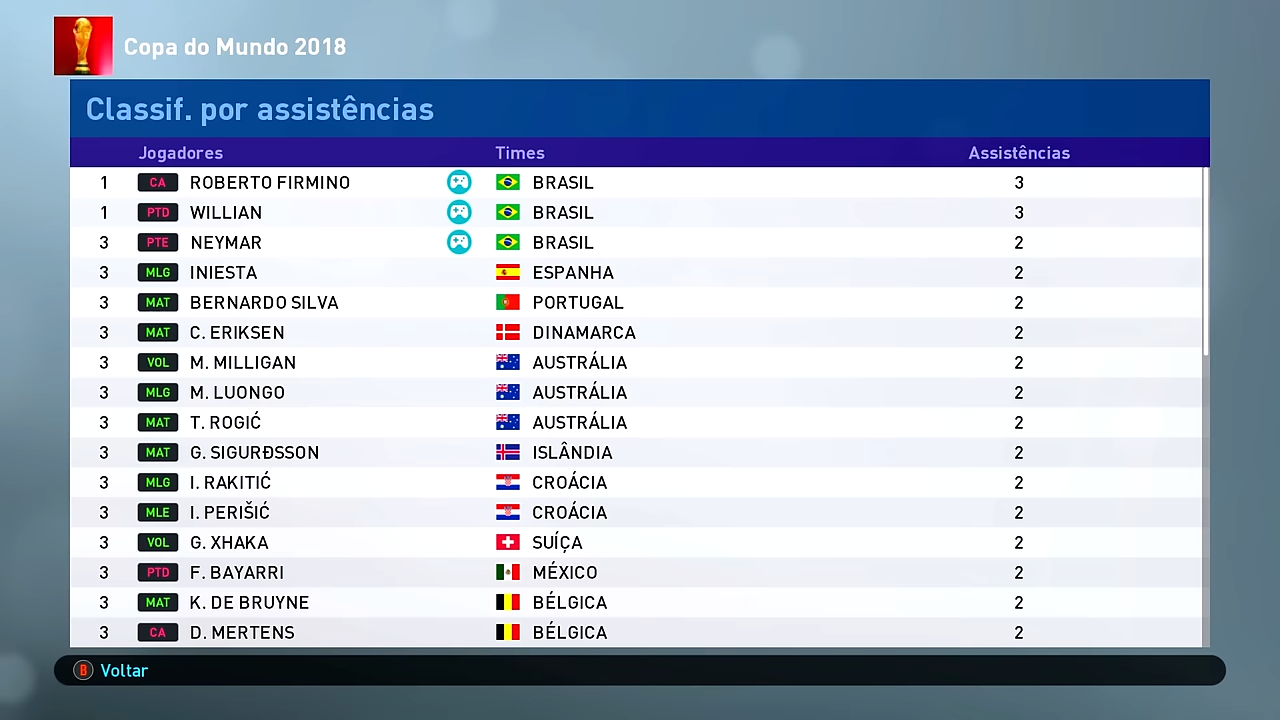 Copa do Mundo 2018
Classif. por assistências
Jogadores Times Assistências
1 CA ROBERTO FIRMINO BRASIL 3
1 PTD WILLIAN BRASIL 3
3 PTE NEYMAR BRASIL 2
3 MLG INIESTA ESPANHA 2
3 MAT BERNARDO SILVA PORTUGAL 2
3 MAT C. ERIKSEN DINAMARCA 2
3 VOL M. MILLIGAN AUSTRÁLIA 2
3 MLG M. LUONGO AUSTRÁLIA 2
3 MAT T. ROGIĆ AUSTRÁLIA 2
3 MAT G. SIGURÐSSON ISLÂNDIA 2
3 MLG I. RAKITIĆ CROÁCIA 2
3 MLE I. PERIŠIĆ CROÁCIA 2
3 VOL G. XHAKA SUÍÇA 2
3 PTD F. BAYARRI MÉXICO 2
3 MAT K. DE BRUYNE BÉLGICA 2
3 CA D. MERTENS BÉLGICA 2
B Voltar